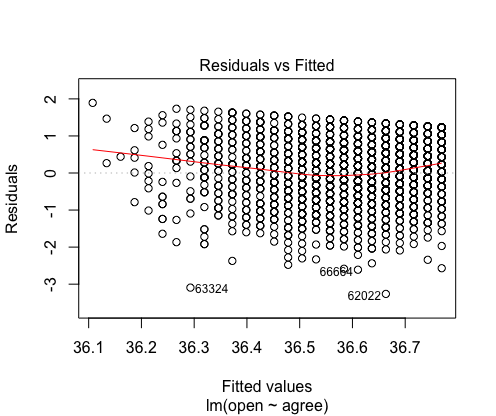 Residuals vs Fitted
Residuals
2
1
0
-1
-2
-3
63324
66664
62022
36.1 36.2 36.3 36.4 36.5 36.6 36.7
Fitted values
lm(open ~ agree)